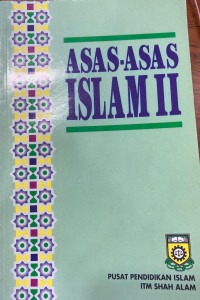 ASAS-ASAS
ISLAM II
PUSAT PENDIDIKAN ISLAM
ITM SHAH ALAM